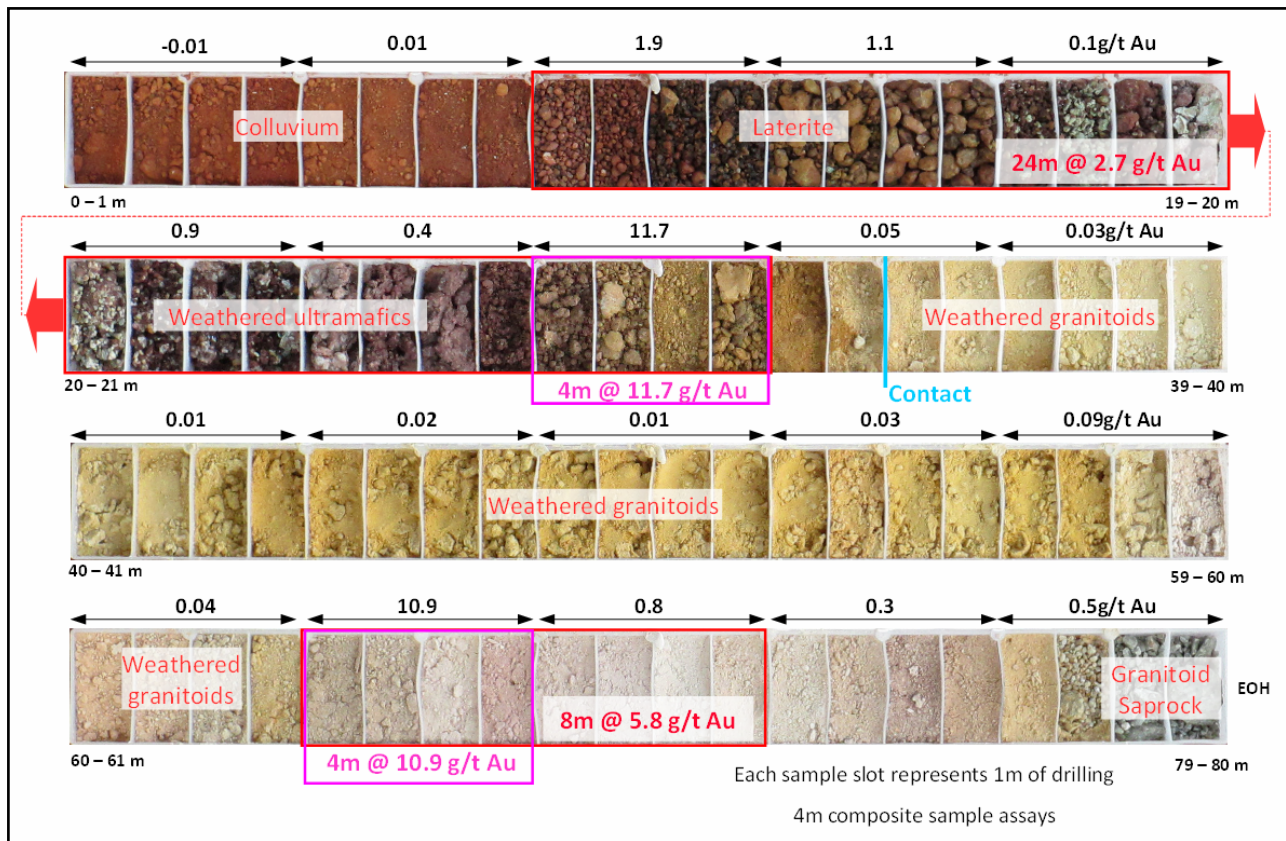 -0.01 0.01 1.9 1.1 0.1g/t Au
Colluvium Laterite
24m @ 2.7 g/t Au
0 – 1 m 19 – 20 m
0.9 0.4 11.7 0.05 0.03g/t Au
Weathered ultramafics Weathered granitoids
20 – 21 m 4m @ 11.7 g/t Au Contact 39 – 40 m
0.01 0.02 0.01 0.03 0.09g/t Au
Weathered granitoids
40 – 41 m 59 – 60 m
0.04 10.9 0.8 0.3 0.5g/t Au
Weathered
granitoids
Granitoid
Saprock
EOH
8m @ 5.8 g/t Au
60 – 61 m 4m @ 10.9 g/t Au 79 – 80 m
Each sample slot represents 1m of drilling
4m composite sample assays